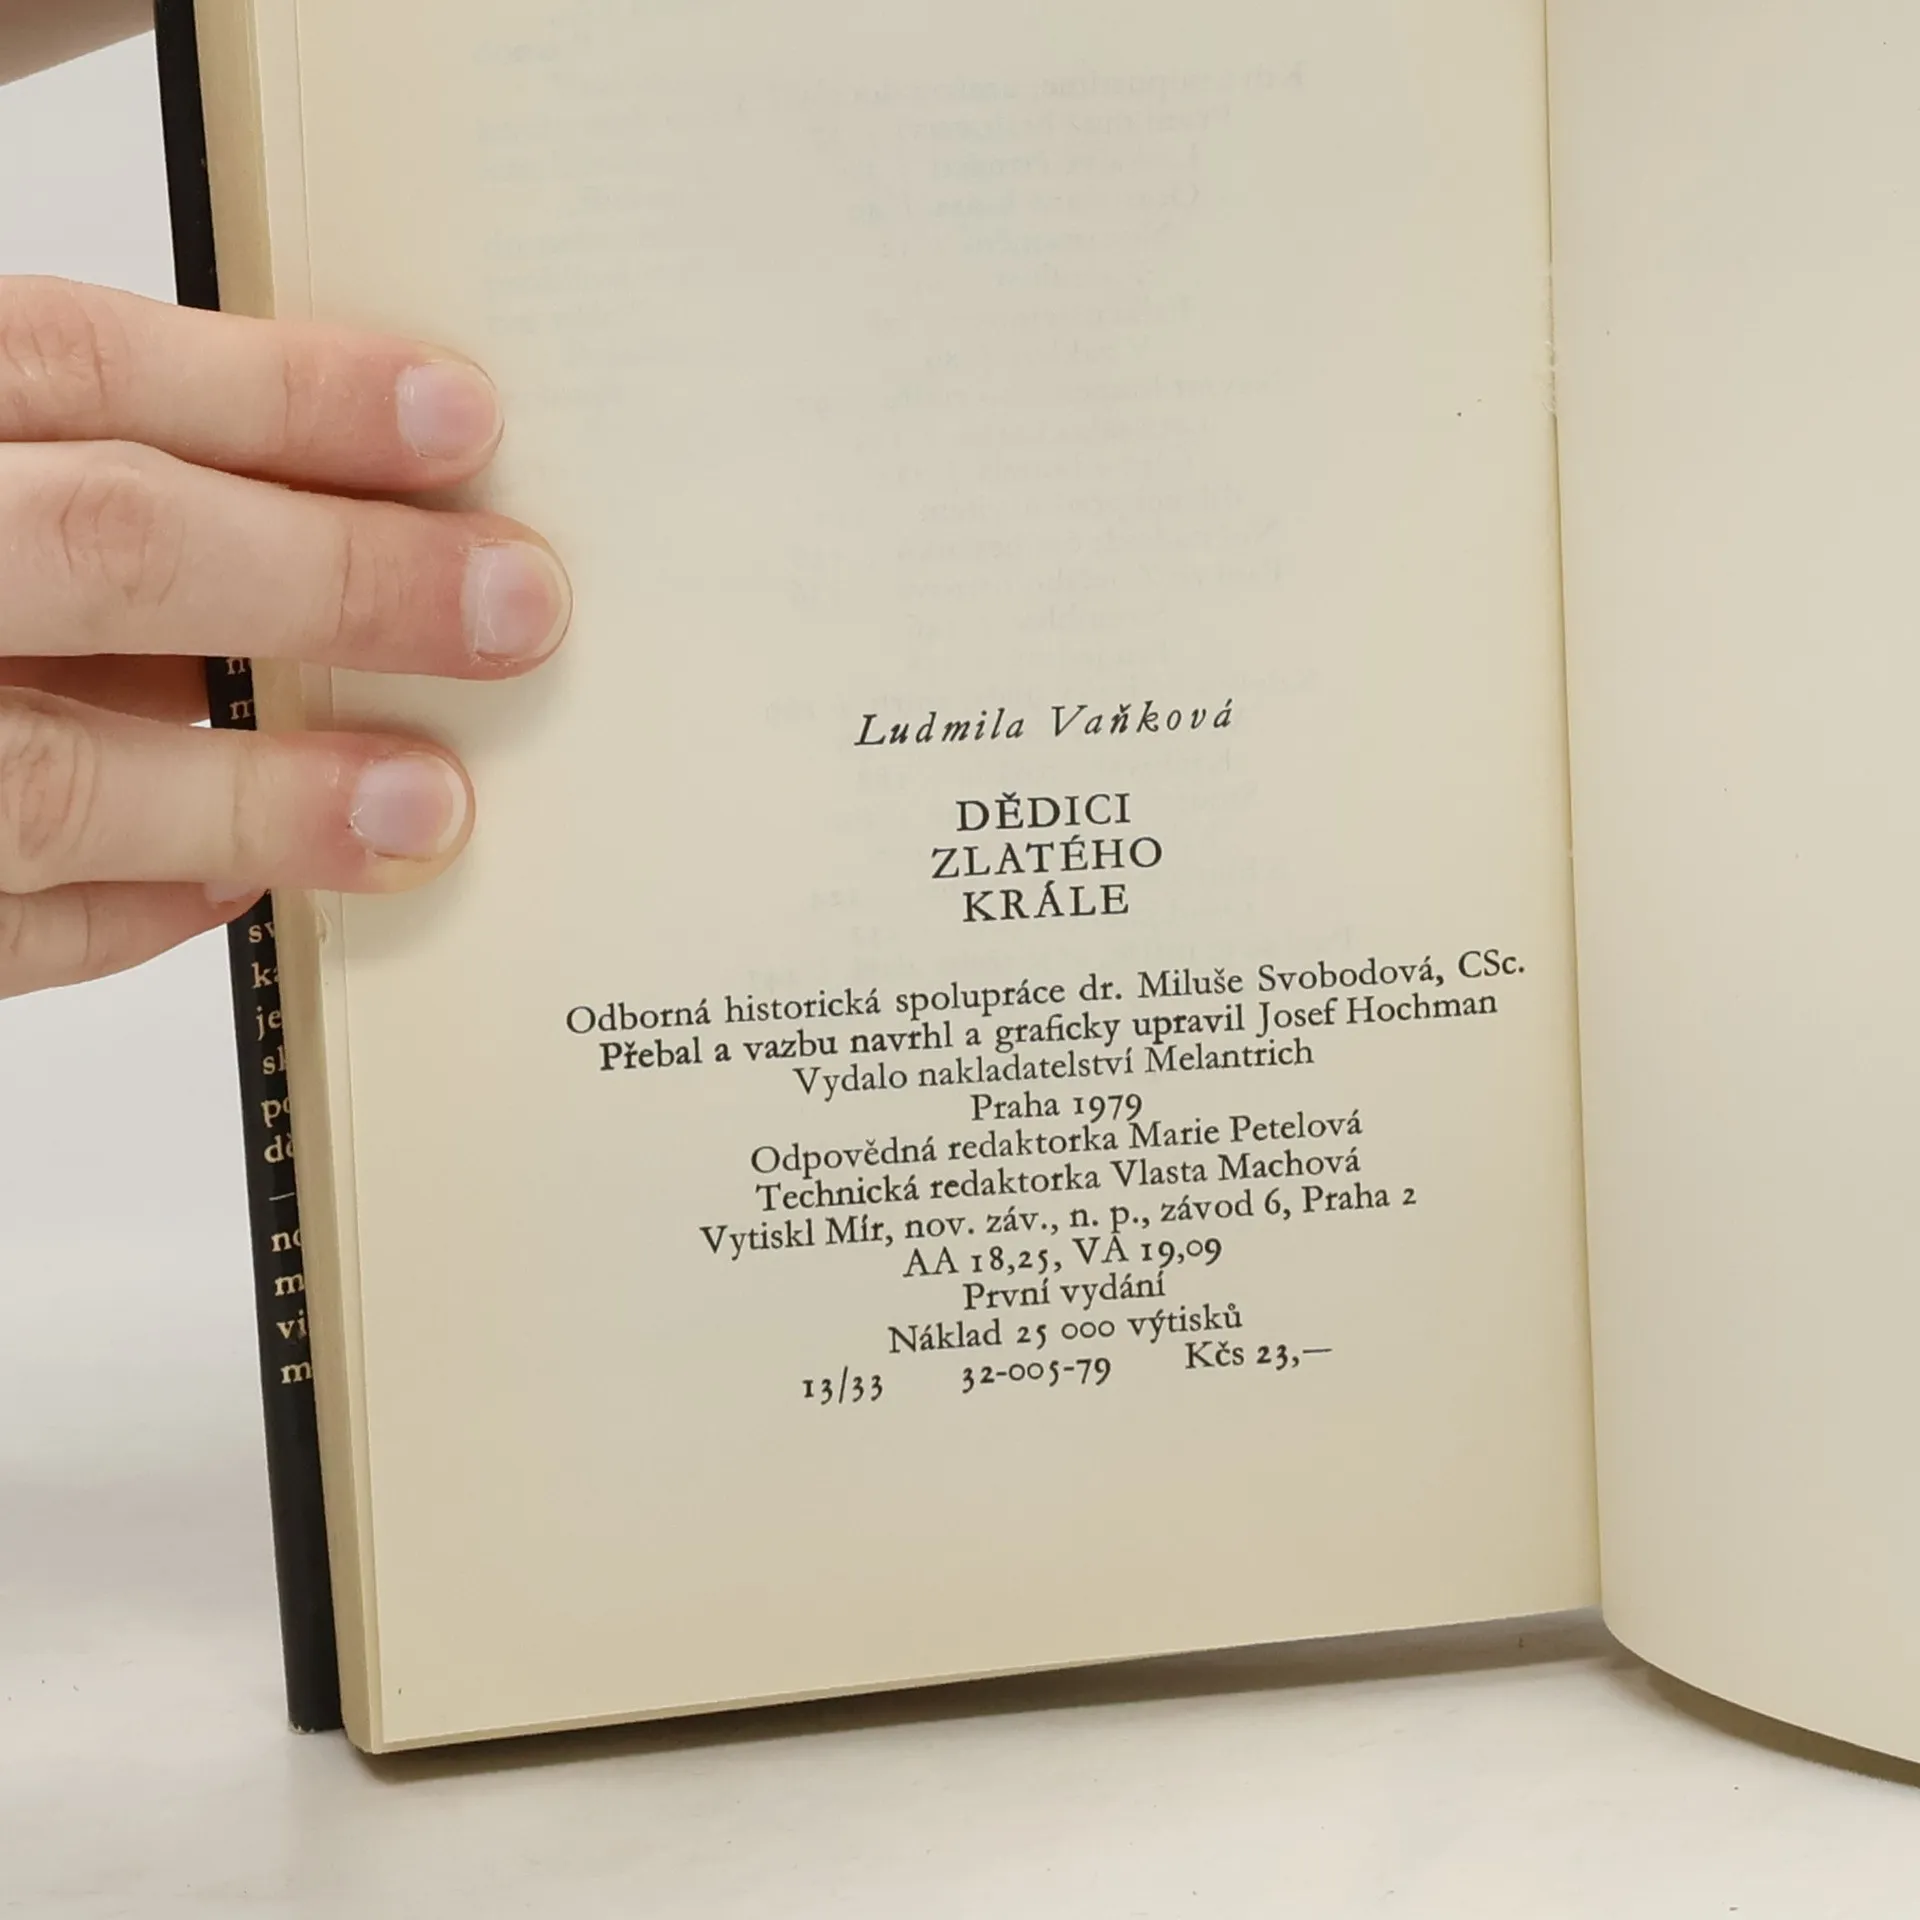 Ludmila Vaňková
DĚDICI
ZLATÉHO
KRÁLE
Odborná historická spolupráce dr. Miluše Svobodová, CSc.
Přebal a vazbu navrhl a graficky upravil Josef Hochman
Vydalo nakladatelství Melantrich
Praha 1979
Odpovědná redaktorka Marie Petelová
Technická redaktorka Vlasta Machová
Vytiskl Mír, nov. záv., n. p., závod 6, Praha 2
AA 18,25, VA 19,09
První vydání
Náklad 25 000 výtisků
13/33 32-005-79 Kčs 23,—